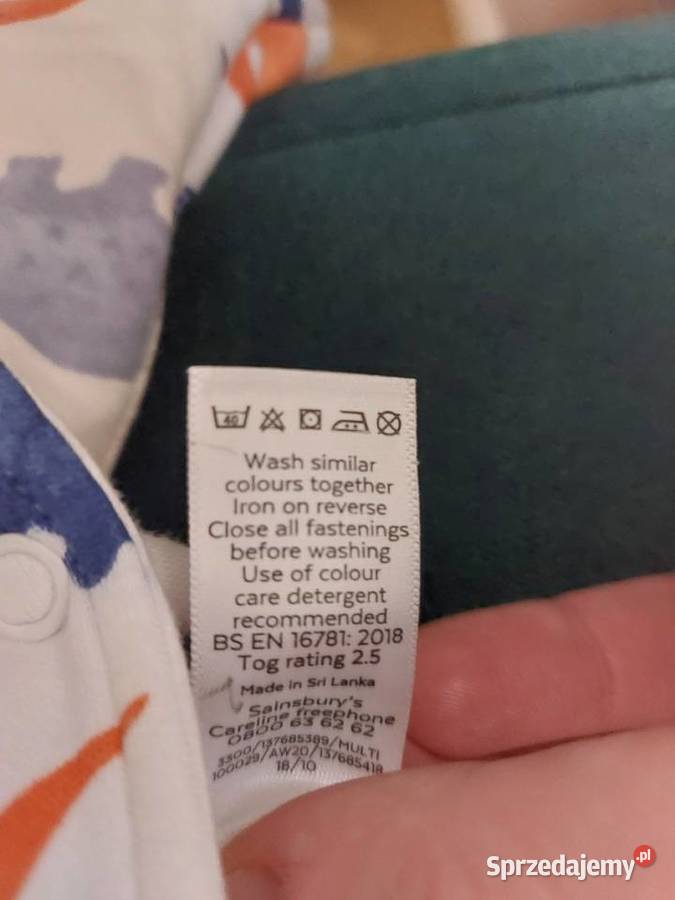 40
Wash similar
colours together
Iron on reverse
Close all fastenings
before washing
Use of colour
care detergent
recommended
BS EN 16781: 2018
Tog rating 2.5
Made in Sri Lanka
Sainsbury's
Careline freephone
0800 63 62 62
3300/137685389/MULTI
100029/AW20/137685418
18/10
Sprzedajemy.pl